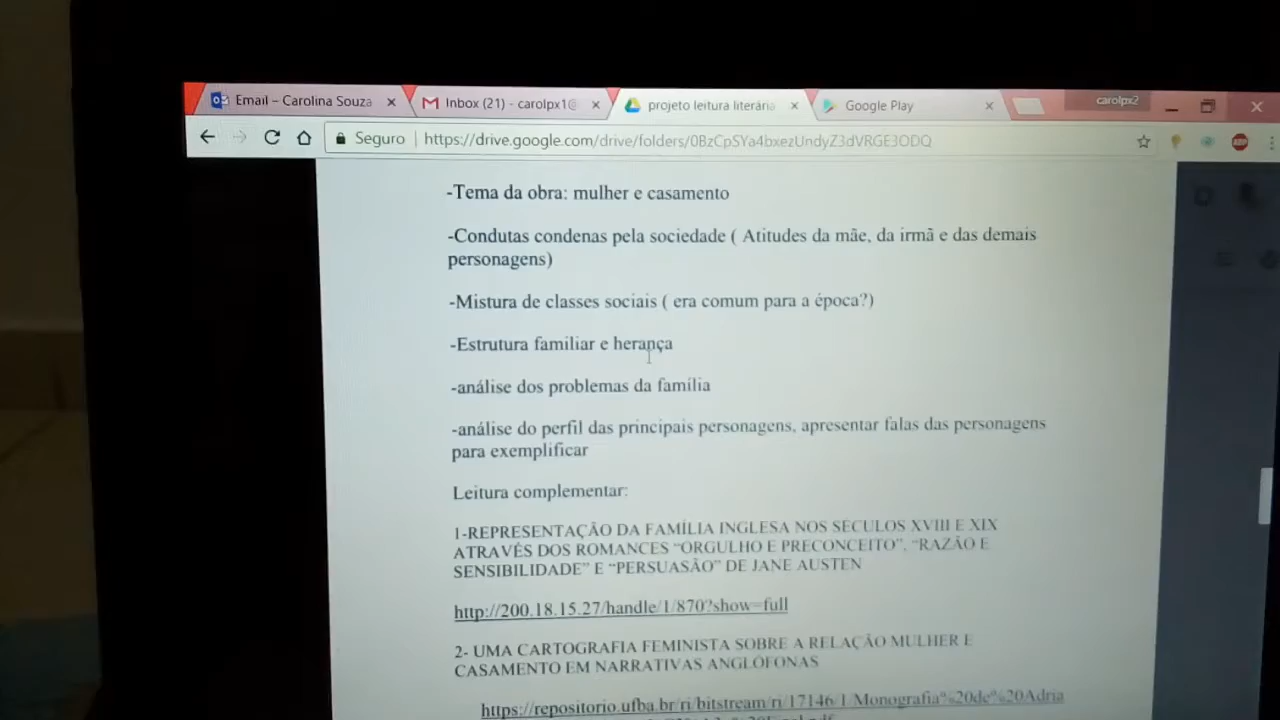 Email – Carolina Souza
Inbox (21) - carolpx1@
projeto leitura literária
Google Play
carolpx2
Seguro
https://drive.google.com/drive/folders/0BzCpSYa4bxezUndyZ3dVRGE3ODQ
-Tema da obra: mulher e casamento
-Condutas condenas pela sociedade ( Atitudes da mãe, da irmã e das demais
personagens)
-Mistura de classes sociais ( era comum para a época?)
-Estrutura familiar e herança
-análise dos problemas da família
-análise do perfil das principais personagens, apresentar falas das personagens
para exemplificar
Leitura complementar:
1-REPRESENTAÇÃO DA FAMÍLIA INGLESA NOS SÉCULOS XVIII E XIX
ATRAVÉS DOS ROMANCES “ORGULHO E PRECONCEITO”, “RAZÃO E
SENSIBILIDADE” E “PERSUASÃO” DE JANE AUSTEN
http://200.18.15.27/handle/1/870?show=full
2- UMA CARTOGRAFIA FEMINISTA SOBRE A RELAÇÃO MULHER E
CASAMENTO EM NARRATIVAS ANGLÓFONAS
https://repositorio.ufba.br/ri/bitstream/ri/17146/1/Monografia%20de%20Adria